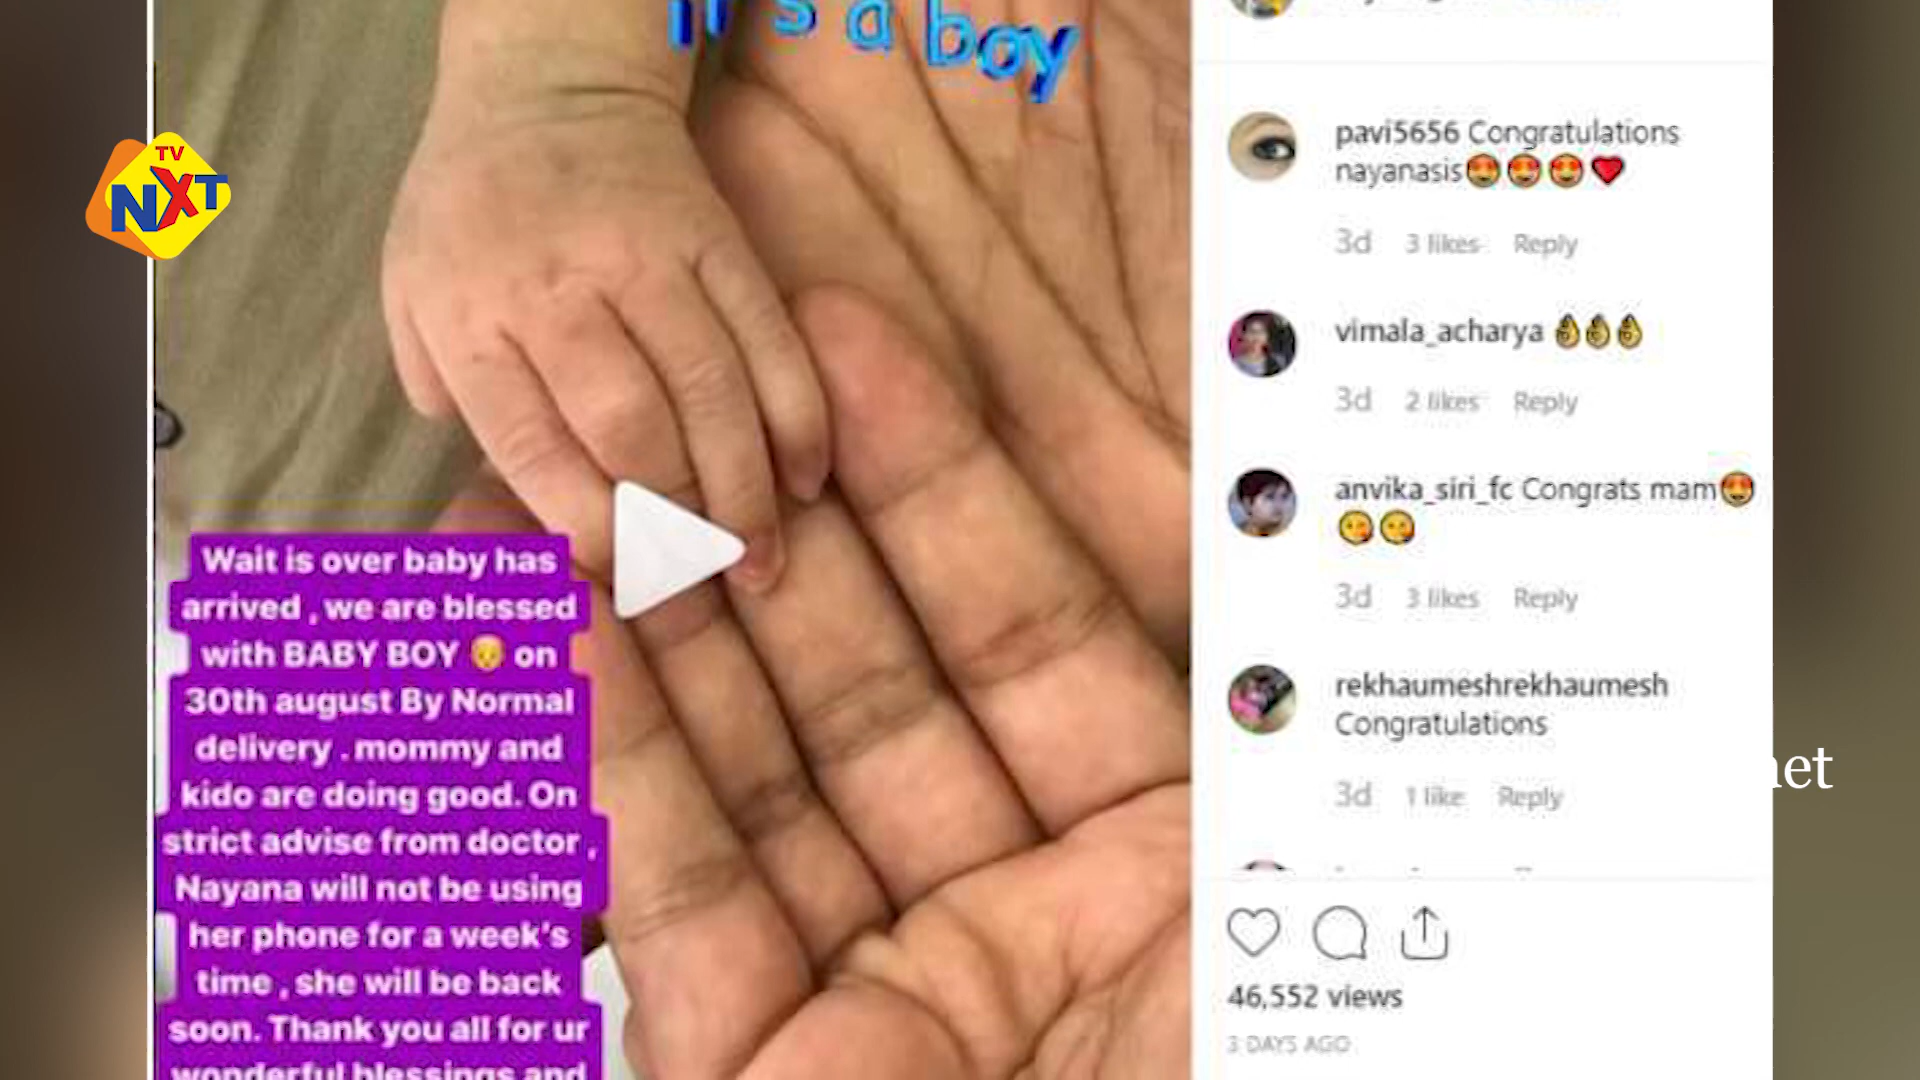 it's a boy
TV
NXT
Wait is over baby has
arrived , we are blessed
with BABY BOY 👶 on
30th august By Normal
delivery . mommy and
kido are doing good. On
strict advise from doctor ,
Nayana will not be using
her phone for a week's
time , she will be back
soon. Thank you all for ur
wonderful blessings and
pavi5656 Congratulations
nayanasis😍😍😍❤
3d 3 likes Reply
vimala_acharya 👌👌👌
3d 2 likes Reply
anvika_siri_fc Congrats mam😍
😋😋
3d 3 likes Reply
rekhaumeshrekhaumesh
Congratulations
3d 1 like Reply
46,552 views
3 DAYS AGO
net